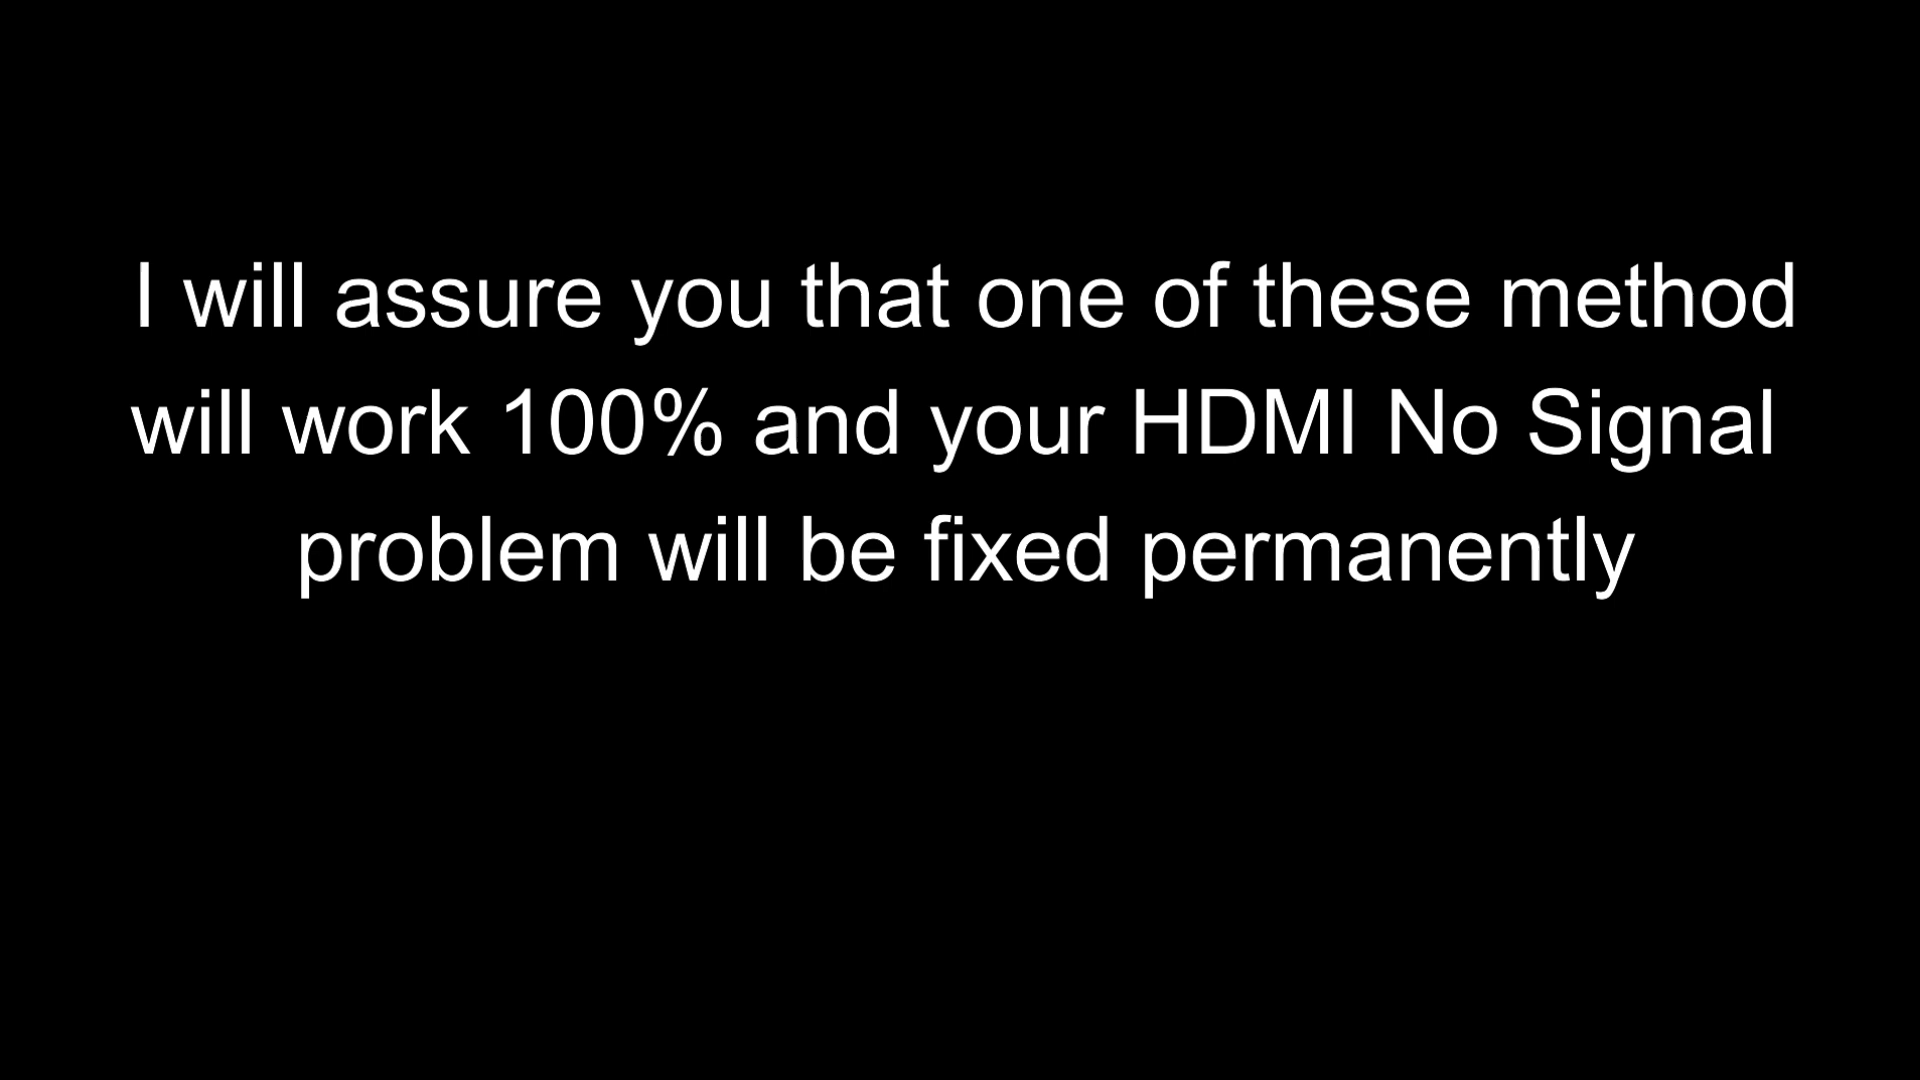 I will assure you that one of these method
will work 100% and your HDMI No Signal
problem will be fixed permanently